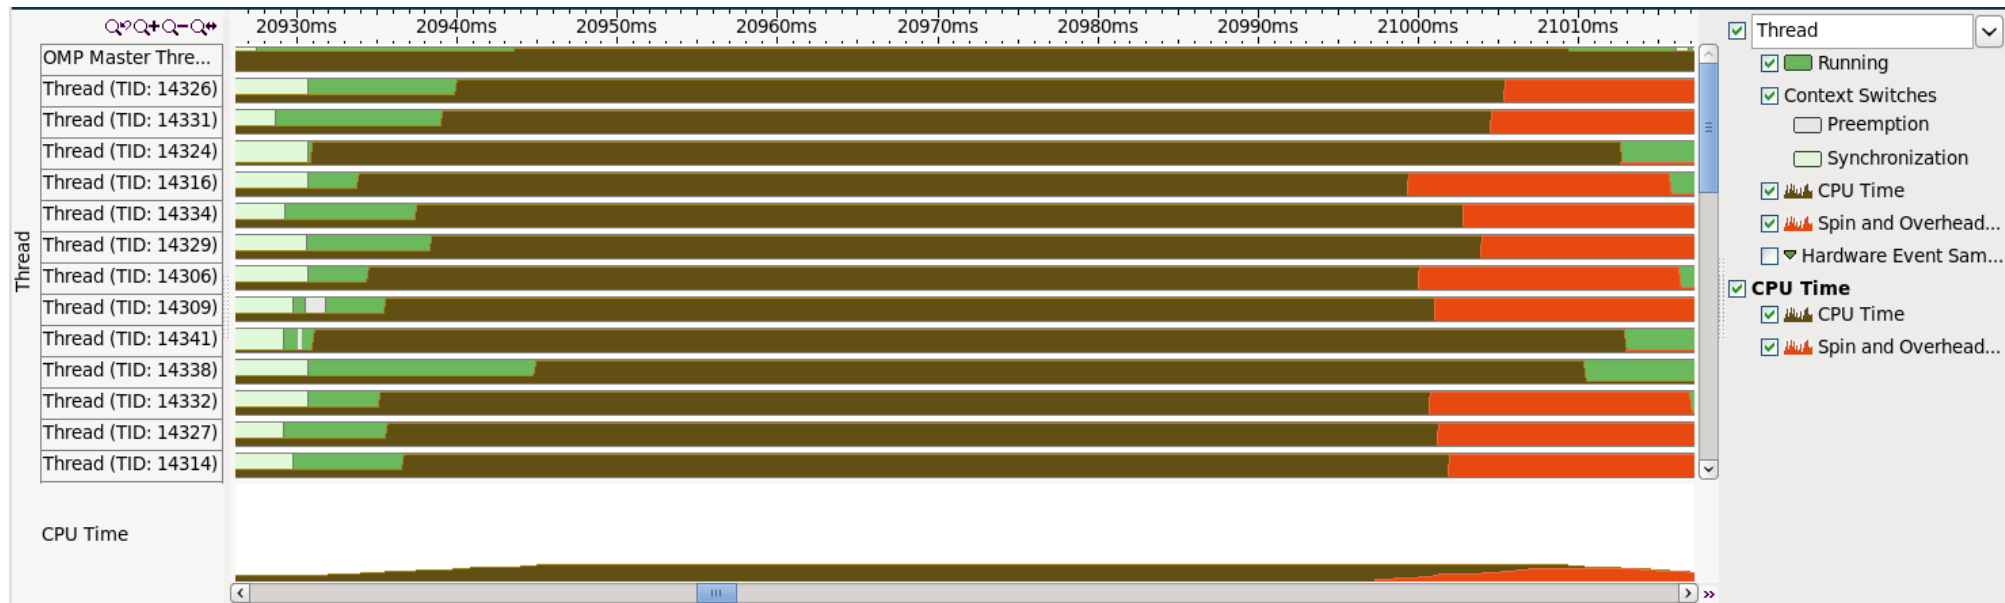 20930ms 20940ms 20950ms 20960ms 20970ms 20980ms 20990ms 21000ms 21010ms
OMP Master Thre...
Thread (TID: 14326)
Thread (TID: 14331)
Thread (TID: 14324)
Thread (TID: 14316)
Thread (TID: 14334)
Thread (TID: 14329)
Thread (TID: 14306)
Thread (TID: 14309)
Thread (TID: 14341)
Thread (TID: 14338)
Thread (TID: 14332)
Thread (TID: 14327)
Thread (TID: 14314)
Thread
CPU Time
Thread
Running
Context Switches
Preemption
Synchronization
CPU Time
Spin and Overhead...
Hardware Event Sam...
CPU Time
CPU Time
Spin and Overhead...